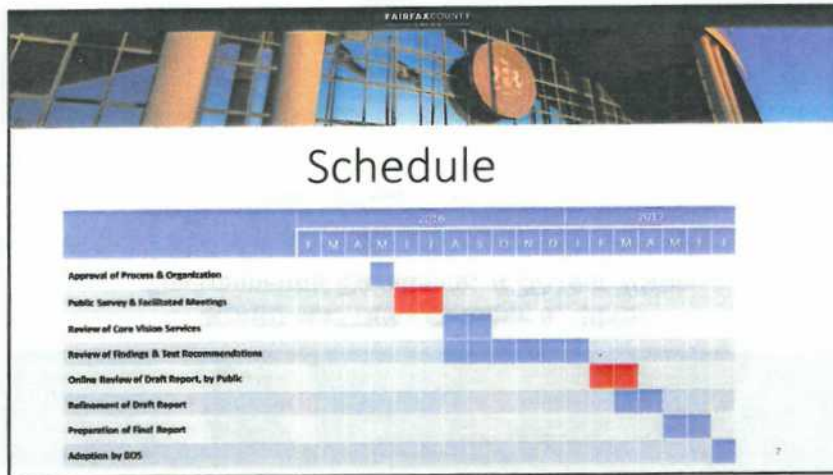 FAIRFAX COUNTY
Schedule
2016 2017
F M A M J J A S O N D J F M A M J J
Approval of Process & Organization
Public Survey & Facilitated Meetings
Review of Core Vision Services
Review of Findings & Text Recommendations
Online Review of Draft Report, by Public
Refinement of Draft Report
Preparation of Final Report
Adoption by BOS
7